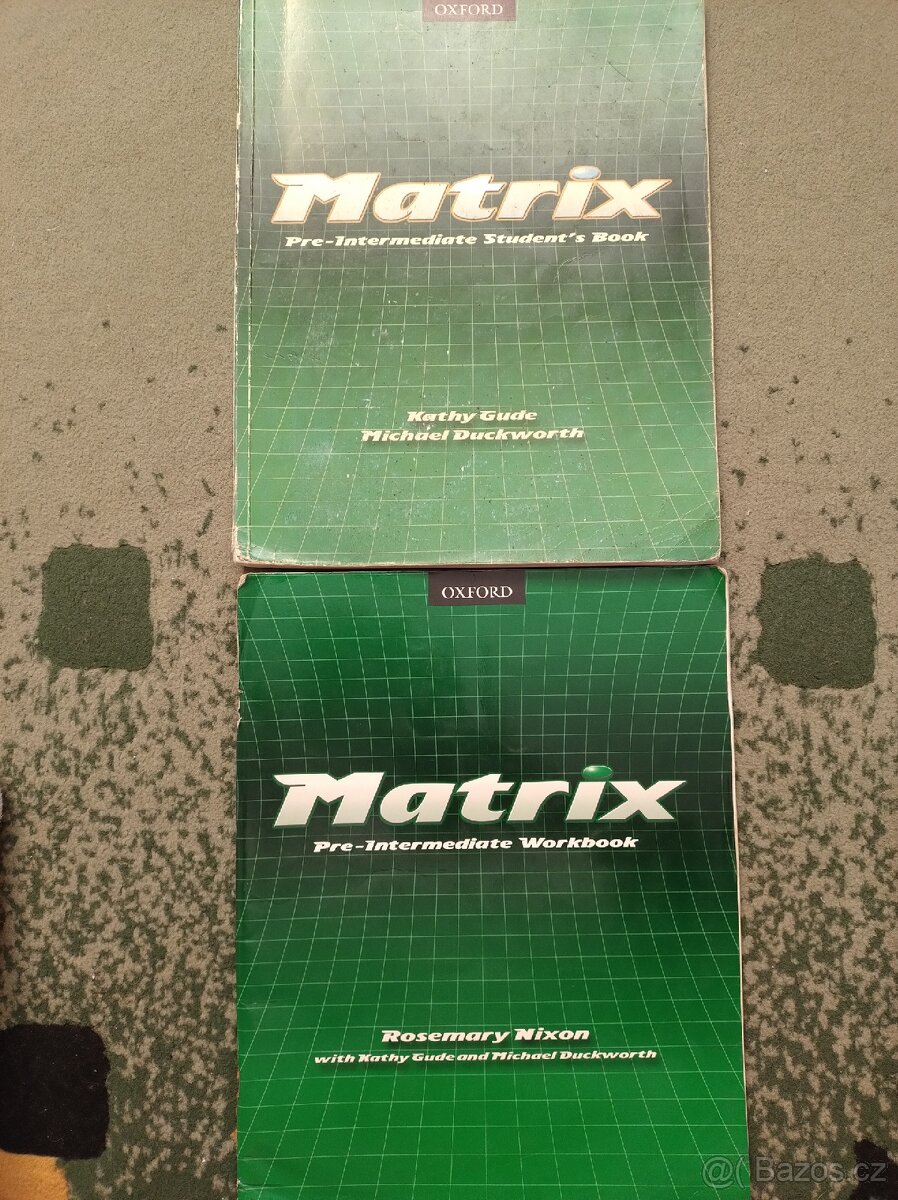 OXFORD
Matrix
Pre-Intermediate Student's Book
Kathy Gude
Michael Duckworth
OXFORD
Matrix
Pre-Intermediate Workbook
Rosemary Nixon
with Kathy Gude and Michael Duckworth
@( Bazos.cz